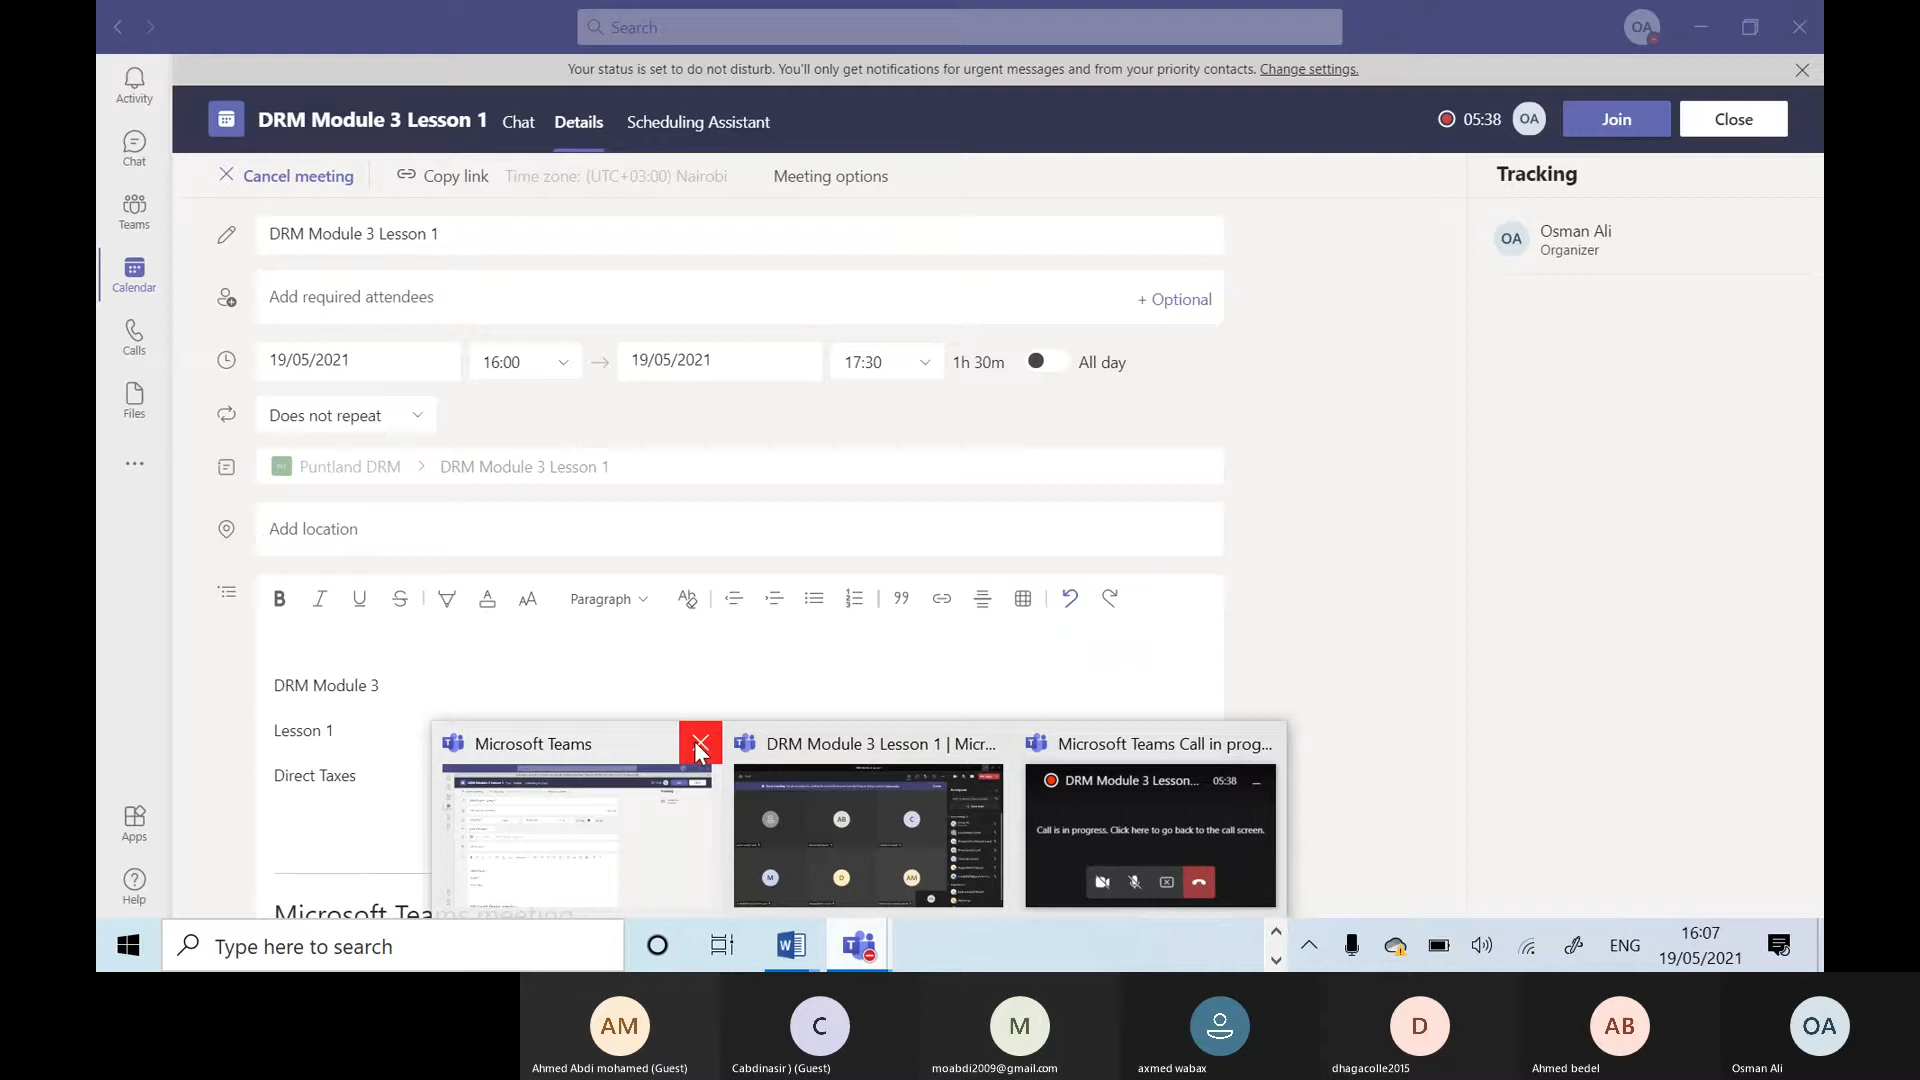 Search
OA
Your status is set to do not disturb. You'll only get notifications for urgent messages and from your priority contacts. Change settings.
Activity
Chat
Teams
Calendar
Calls
Files
Apps
Help
DRM Module 3 Lesson 1 Chat Details Scheduling Assistant
05:38 OA Join Close
Cancel meeting Copy link Time zone: (UTC+03:00) Nairobi Meeting options
Tracking
OA Osman Ali
Organizer
DRM Module 3 Lesson 1
Add required attendees + Optional
19/05/2021 16:00 19/05/2021 17:30 1h 30m All day
Does not repeat
Puntland DRM > DRM Module 3 Lesson 1
Add location
B I U S A AA Paragraph
DRM Module 3
Lesson 1
Direct Taxes
Microsoft Teams meeting
Microsoft Teams
DRM Module 3 Lesson 1 | Micr...
AB C
M D AM
Microsoft Teams Call in prog...
DRM Module 3 Lesson... 05:38
Call is in progress. Click here to go back to the call screen.
Type here to search
ENG
16:07
19/05/2021
AM C M D AB OA
Ahmed Abdi mohamed (Guest) Cabdinasir ) (Guest) moabdi2009@gmail.com axmed wabax dhagacolle2015 Ahmed bedel Osman Ali